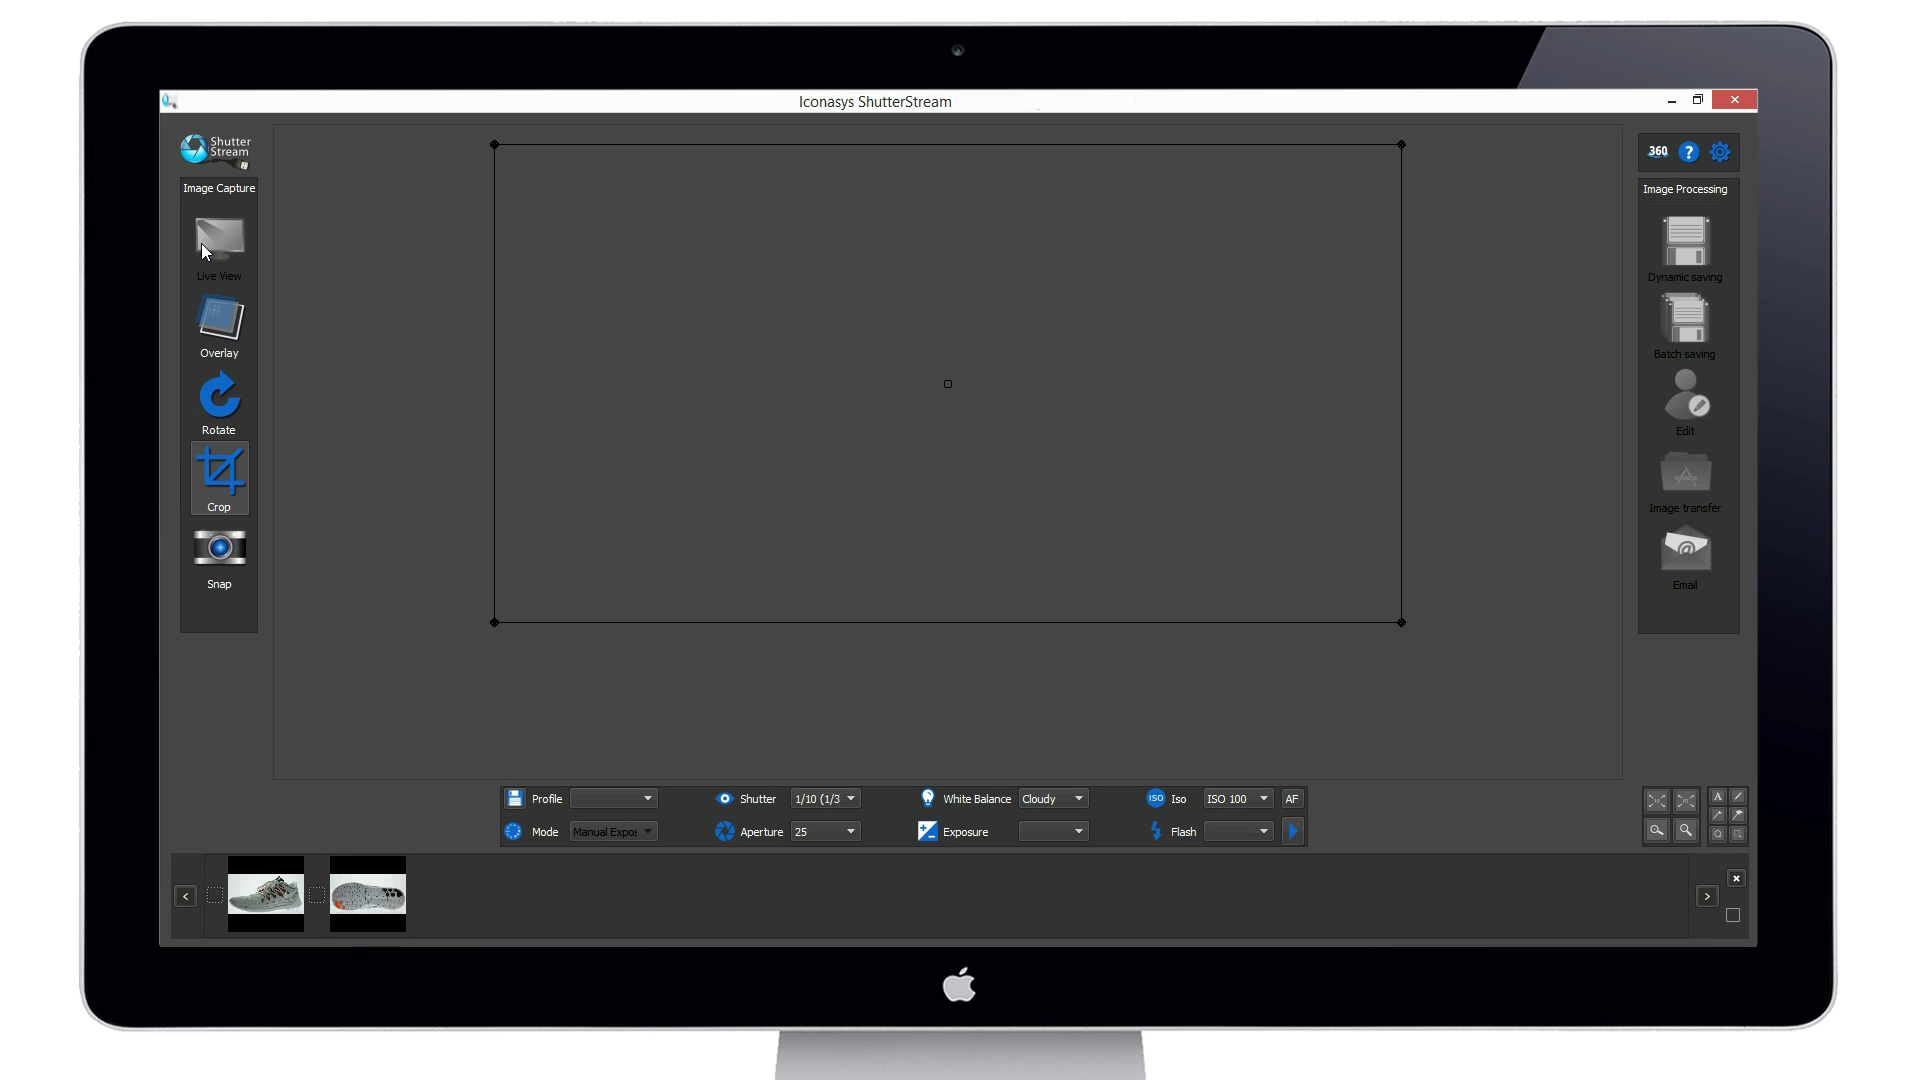 Iconasys ShutterStream
Shutter
Stream
Image Capture
Live View
Overlay
Rotate
Crop
Snap
360
?
Image Processing
Dynamic saving
Batch saving
Edit
Image transfer
@
Email
Profile
Shutter
1/10 (1/3
White Balance
Cloudy
ISO
Iso
ISO 100
AF
Mode
Manual Expos
Aperture
25
Exposure
Flash
A